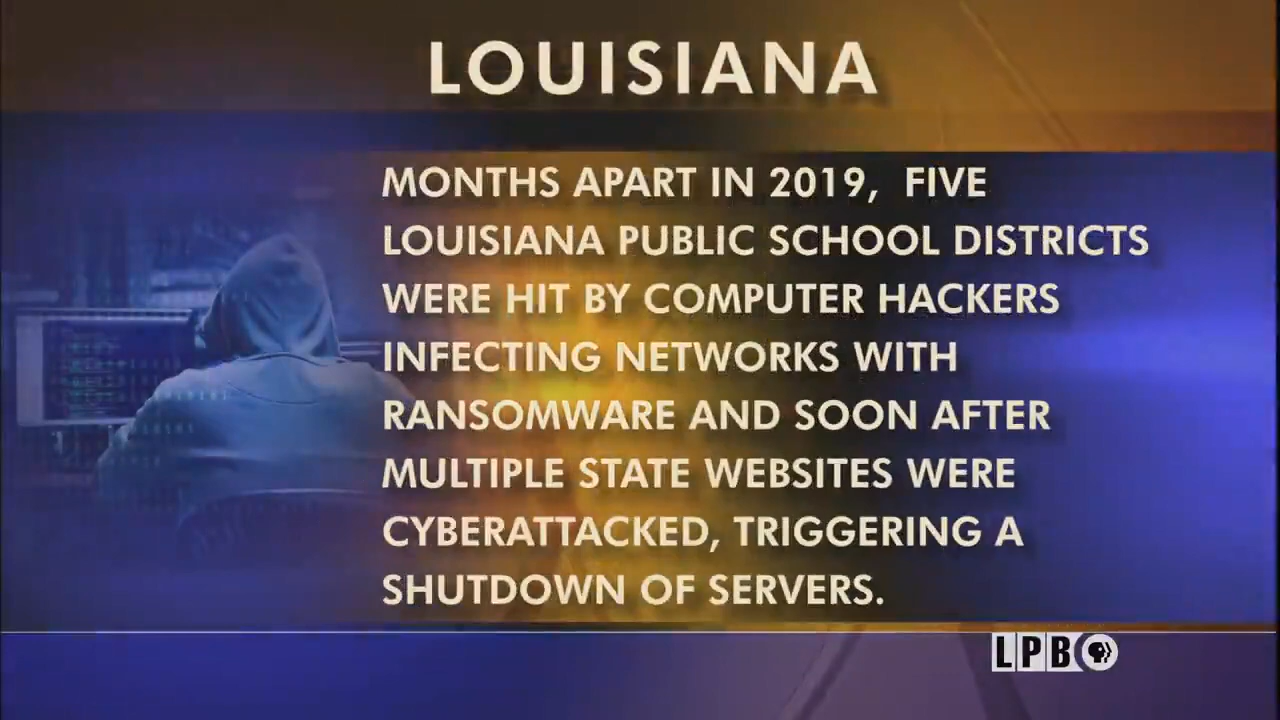 LOUISIANA
MONTHS APART IN 2019, FIVE
LOUISIANA PUBLIC SCHOOL DISTRICTS
WERE HIT BY COMPUTER HACKERS
INFECTING NETWORKS WITH
RANSOMWARE AND SOON AFTER
MULTIPLE STATE WEBSITES WERE
CYBERATTACKED, TRIGGERING A
SHUTDOWN OF SERVERS.
LPB